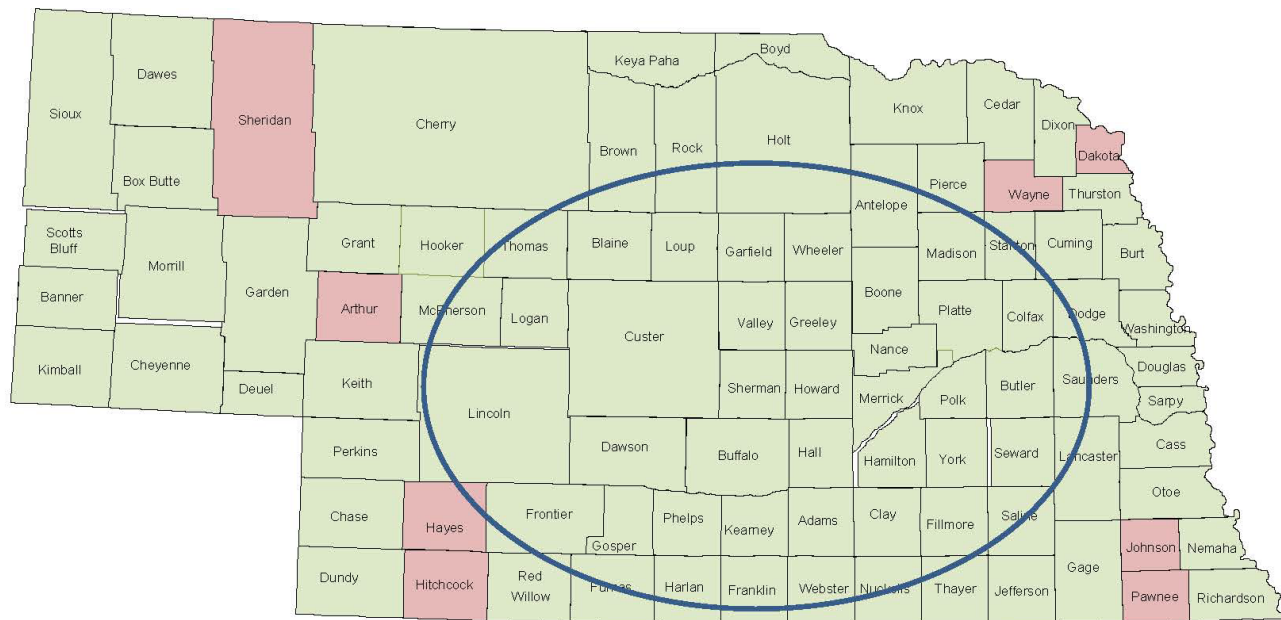 Boyd
Keya Paha
Dawes
Sioux
Sheridan
Cherry
Knox
Cedar
Dixon
Holt
Brown
Rock
Dakota
Box Butte
Pierce
Wayne
Thurston
Antelope
Scotts
Bluff
Grant
Hooker
Thomas
Blaine
Loup
Garfield
Wheeler
Madison
Stanton
Cuming
Burt
Morrill
Garden
Banner
Arthur
McPherson
Logan
Boone
Custer
Valley
Greeley
Platte
Colfax
Dodge
Washington
Nance
Kimball
Cheyenne
Deuel
Keith
Lincoln
Sherman
Howard
Merrick
Polk
Butler
Saunders
Douglas
Sarpy
Perkins
Dawson
Buffalo
Hall
Hamilton
York
Seward
Lancaster
Cass
Otoe
Chase
Hayes
Frontier
Gosper
Phelps
Kearney
Adams
Clay
Fillmore
Saline
Johnson
Nemaha
Gage
Dundy
Hitchcock
Red
Willow
Furnas
Harlan
Franklin
Webster
Nuckolls
Thayer
Jefferson
Pawnee
Richardson